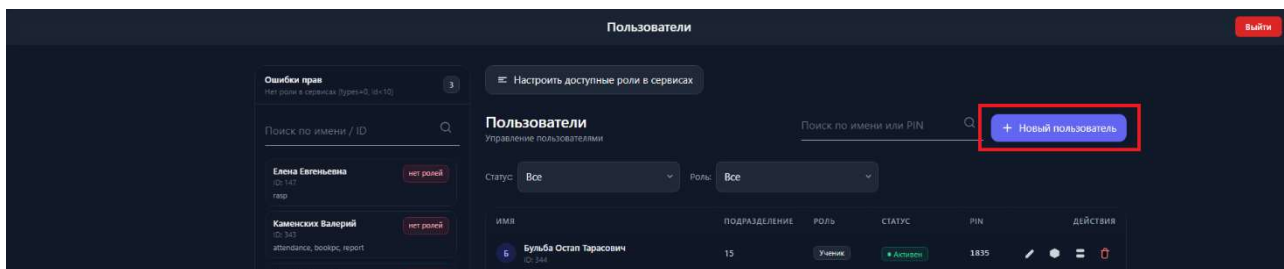 Пользователи
Выйти
Ошибки прав
3
Нет роли в сервисах (types=0, id<10)
Поиск по имени / ID
Елена Евгеньевна
нет ролей
ID: 147
rasp
Каменских Валерий
нет ролей
ID: 343
attendance, bookpc, report
Настроить доступные роли в сервисах
Пользователи
Управление пользователями
Поиск по имени или PIN
+ Новый пользователь
Статус: Все
Роль: Все
ИМЯ ПОДРАЗДЕЛЕНИЕ РОЛЬ СТАТУС PIN ДЕЙСТВИЯ
Б Бульба Остап Тарасович 15 Ученик Активен 1835
ID: 344